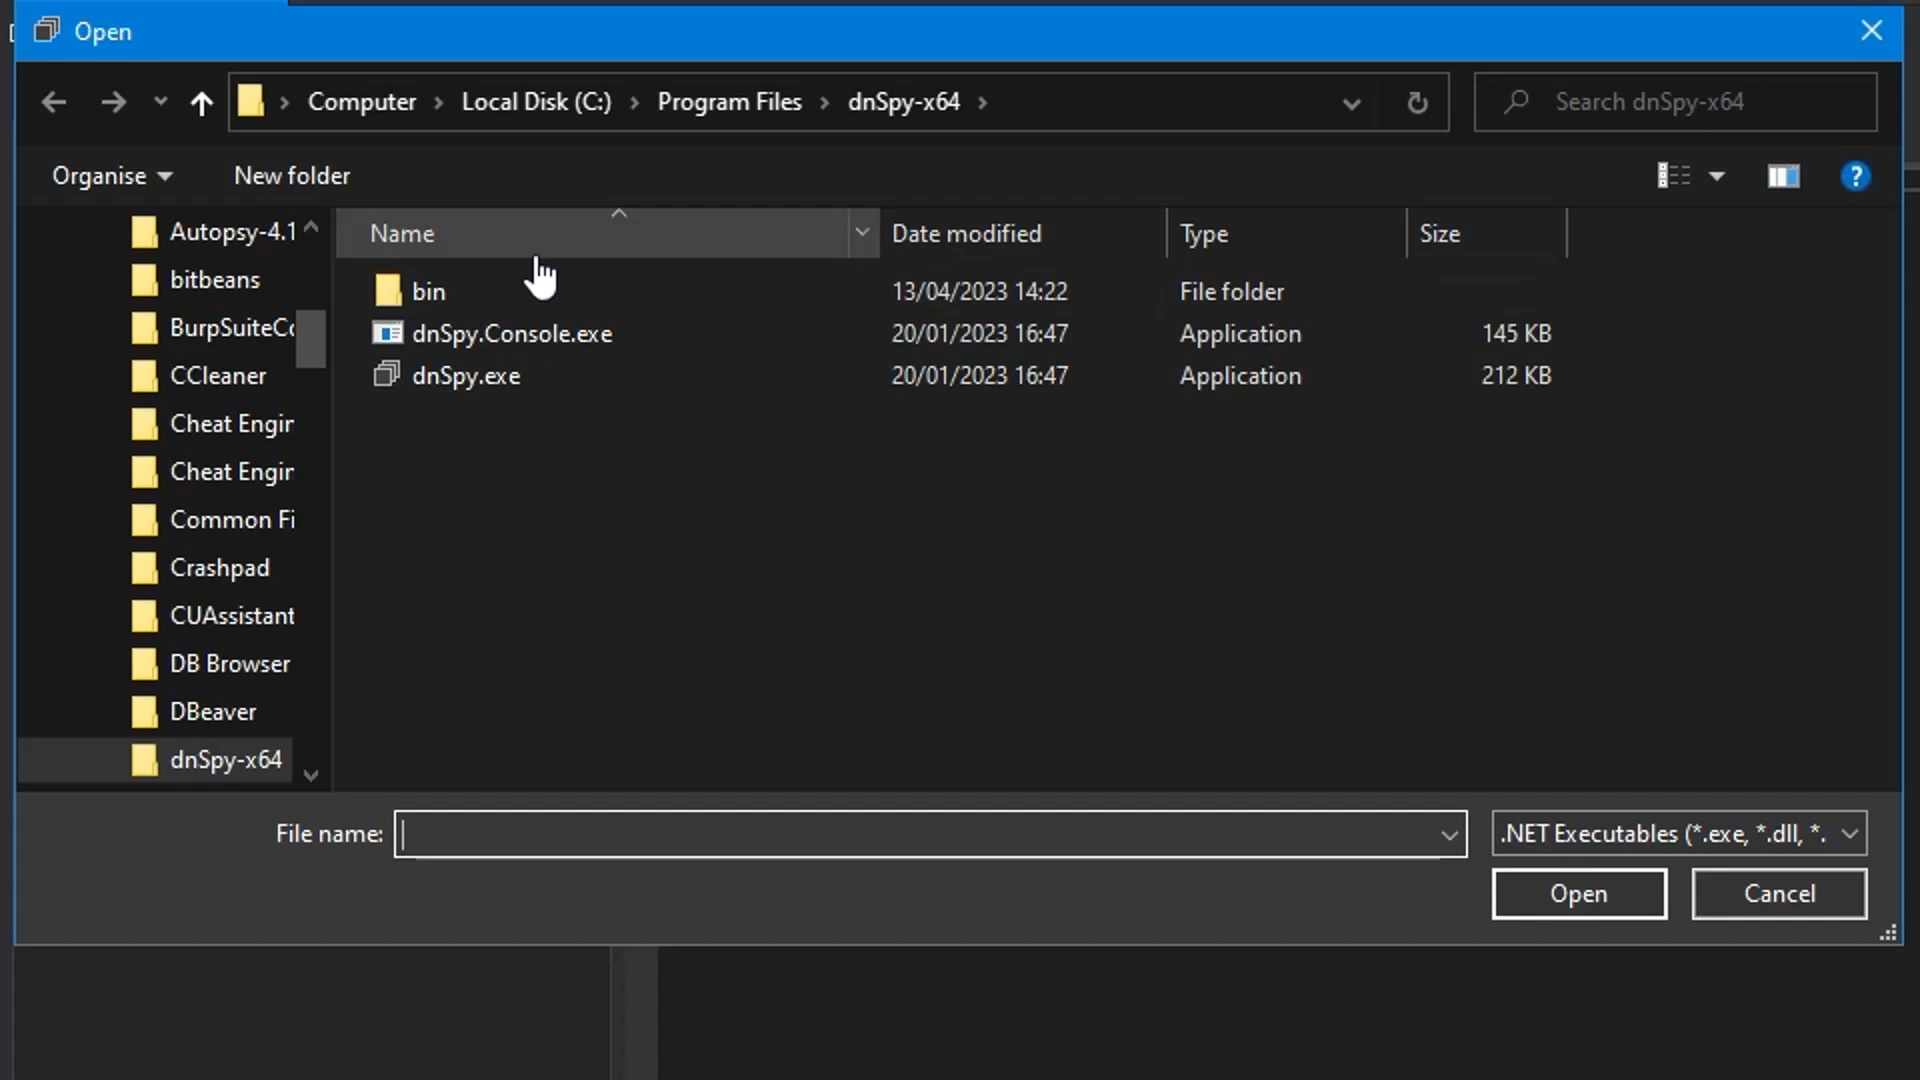 Open
Computer > Local Disk (C:) > Program Files > dnSpy-x64 >
Search dnSpy-x64
Organise
New folder
?
Autopsy-4.1
bitbeans
BurpSuiteCo
CCleaner
Cheat Engin
Cheat Engin
Common Fi
Crashpad
CUAssistant
DB Browser
DBeaver
dnSpy-x64
Name Date modified Type Size
bin 13/04/2023 14:22 File folder
dnSpy.Console.exe 20/01/2023 16:47 Application 145 KB
dnSpy.exe 20/01/2023 16:47 Application 212 KB
File name:
.NET Executables (*.exe, *.dll, *.
Open
Cancel